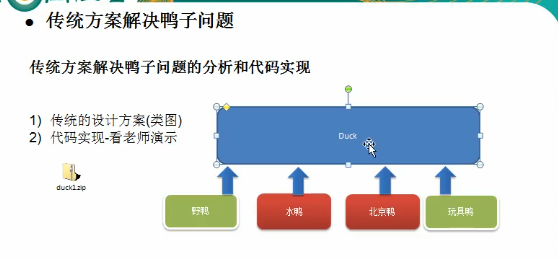 ● 传统方案解决鸭子问题
传统方案解决鸭子问题的分析和代码实现
1) 传统的设计方案(类图)
2) 代码实现-看老师演示
duck1.zip
Duck
野鸭
水鸭
北京鸭
玩具鸭